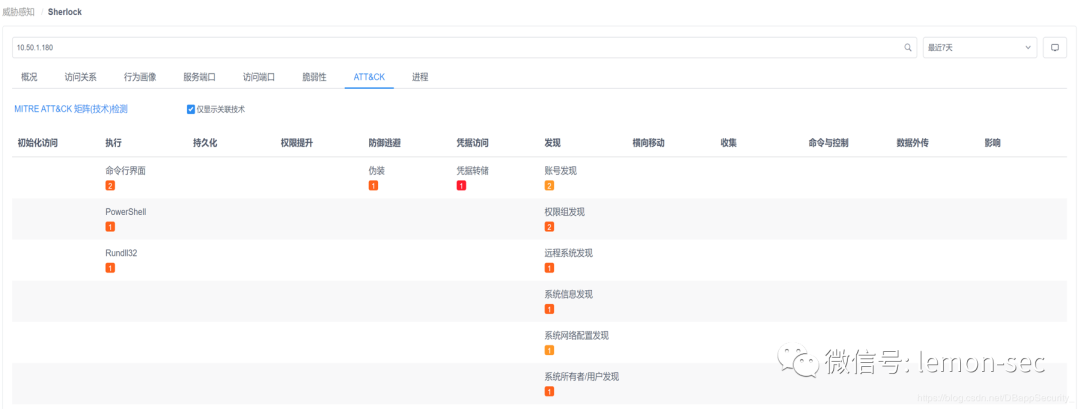 威胁感知 / Sherlock
10.50.1.180
最近7天
概况 访问关系 行为画像 服务端口 访问端口 脆弱性 ATT&CK 进程
MITRE ATT&CK 矩阵(技术)检测 仅显示关联技术
初始化访问 执行 持久化 权限提升 防御逃避 凭据访问 发现 横向移动 收集 命令与控制 数据外传 影响
命令行界面 伪装 凭据转储 账号发现
2 1 1 2
PowerShell 权限组发现
1 2
Rundll32 远程系统发现
1 1
系统信息发现
1
系统网络配置发现
1
系统所有者/用户发现
1
微信号: lemon-sec